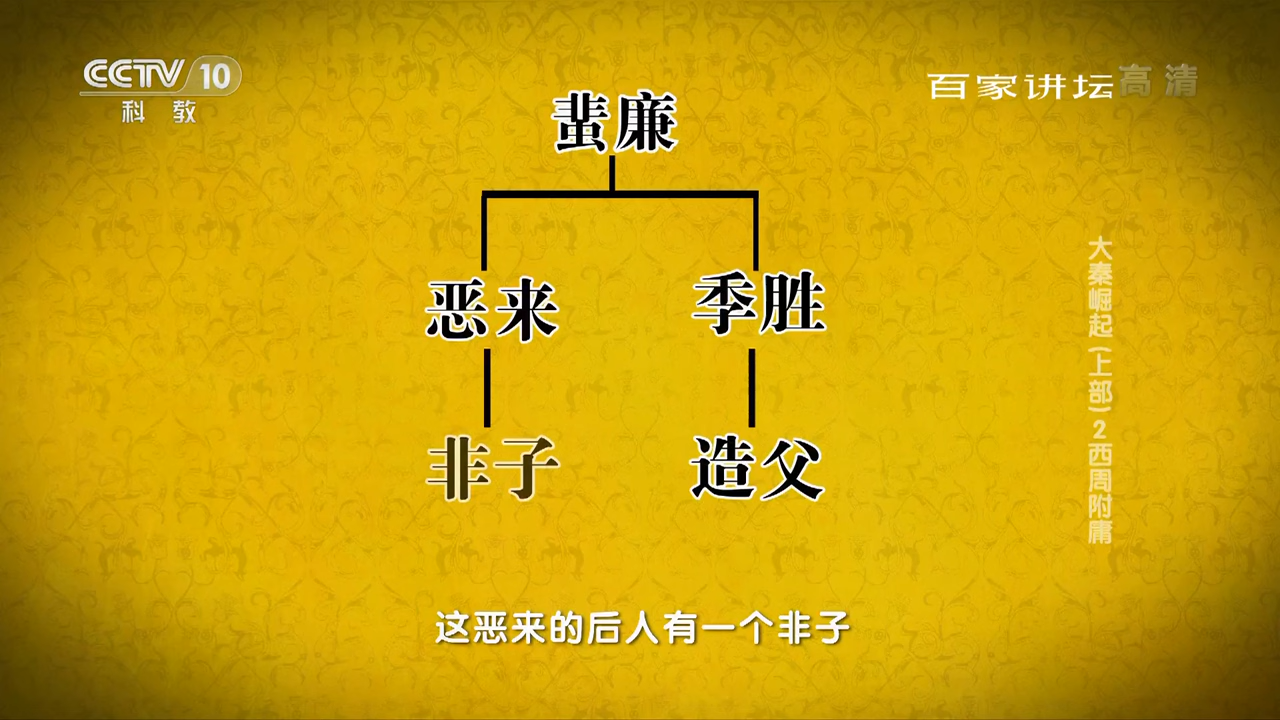 CCTV 10
科教
百家讲坛高清
蜚廉
恶来
季胜
非子
造父
大秦崛起(上部)2西周附庸
这恶来的后人有一个非子